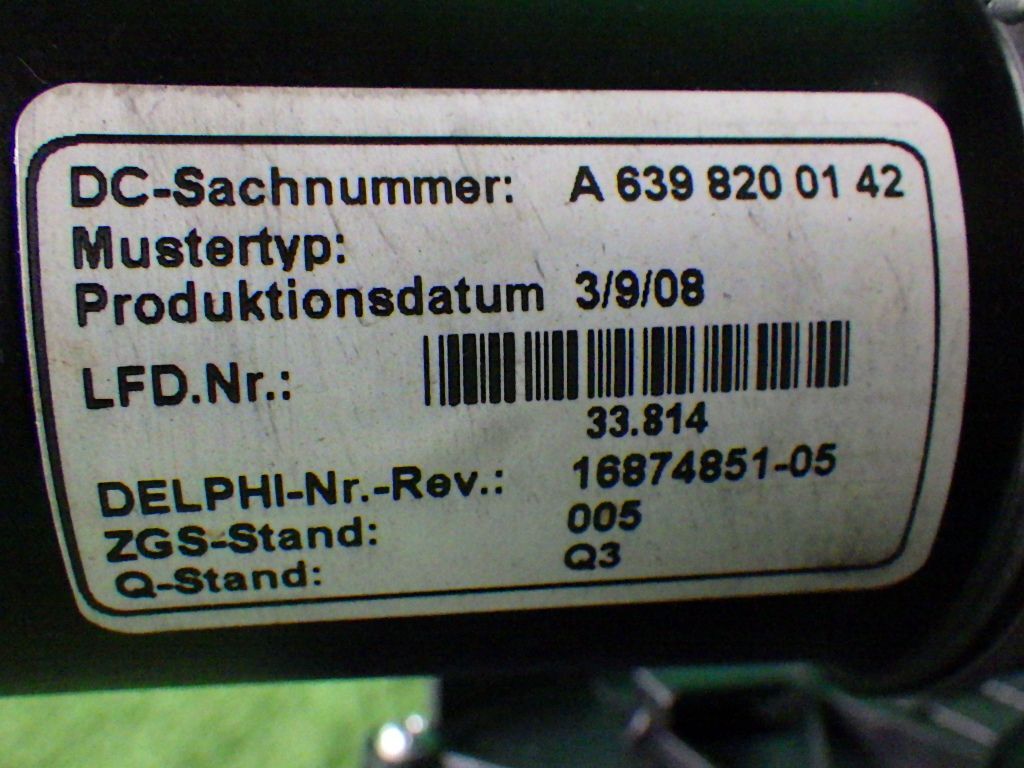 DC-Sachnummer: A 639 820 01 42
Mustertyp:
Produktionsdatum 3/9/08
LFD.Nr.:
33.814
DELPHI-Nr.-Rev.: 16874851-05
ZGS-Stand: 005
Q-Stand: Q3